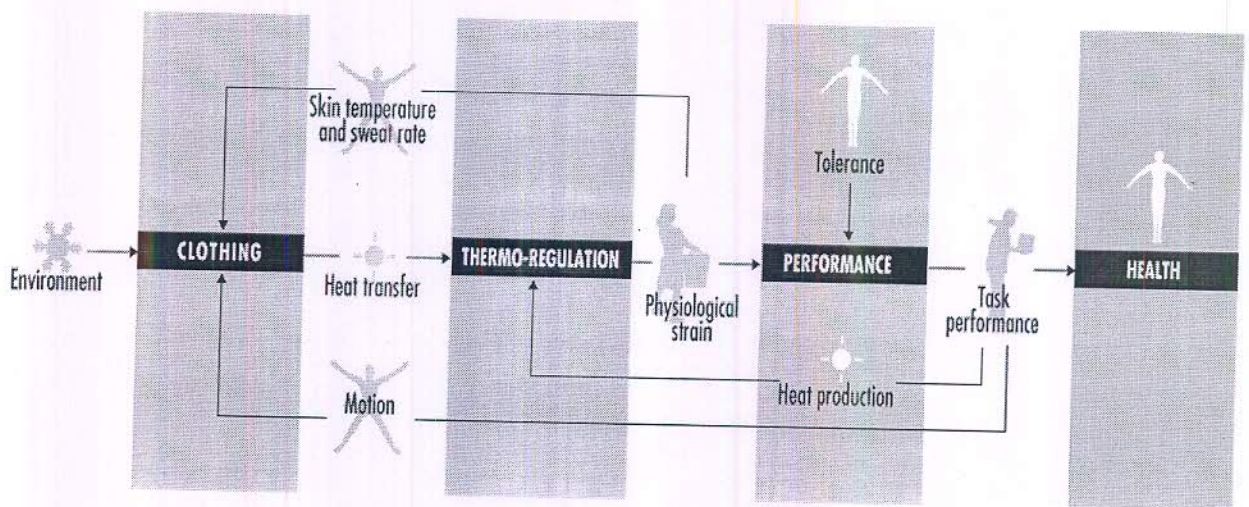 Skin temperature
and sweat rate
Tolerance
Environment
CLOTHING
Heat transfer
THERMO-REGULATION
Physiological
strain
PERFORMANCE
Task
performance
HEALTH
Motion
Heat production